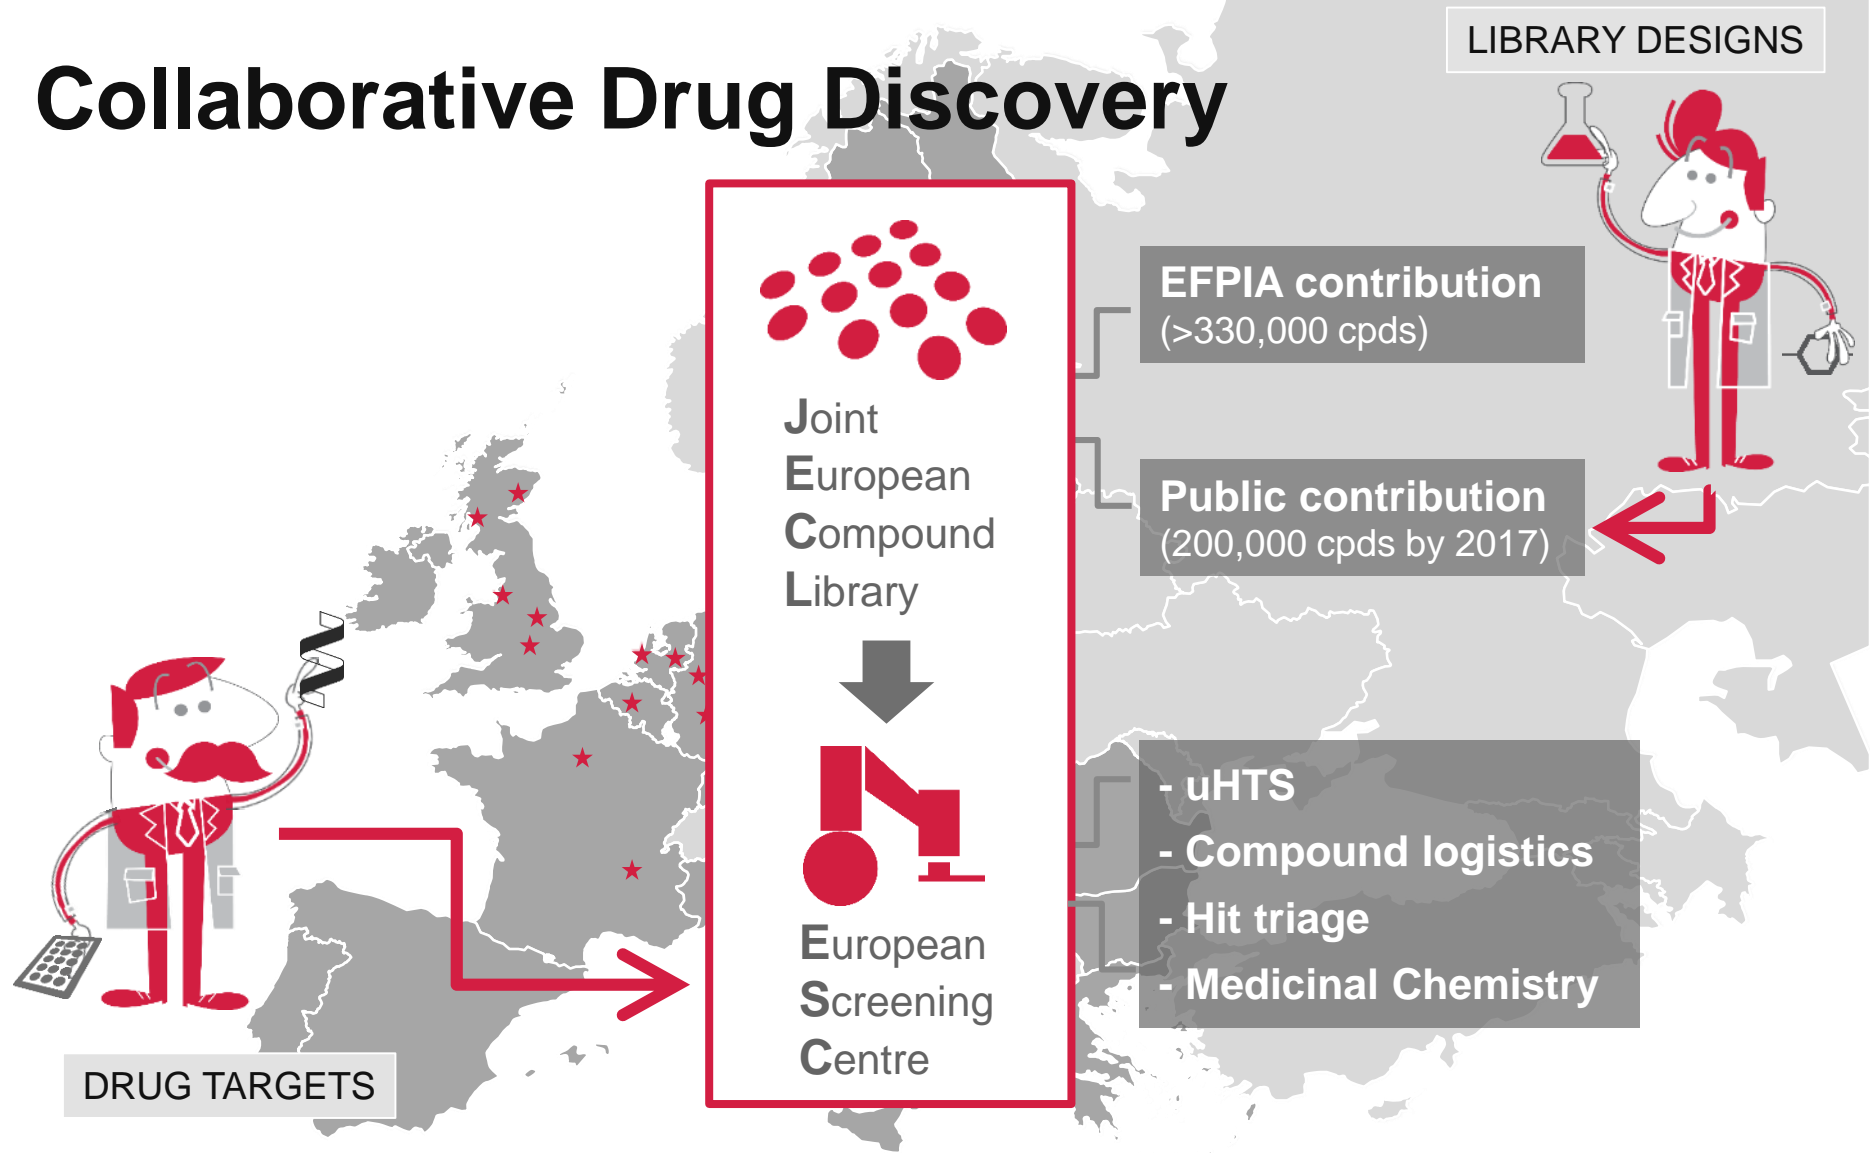 LIBRARY DESIGNS
Collaborative Drug Discovery
EFPIA contribution
(>330,000 cpds)
Joint
European
Compound
Library
Public contribution
(200,000 cpds by 2017)
- uHTS
- Compound logistics
- Hit triage
- Medicinal Chemistry
European
Screening
Centre
DRUG TARGETS